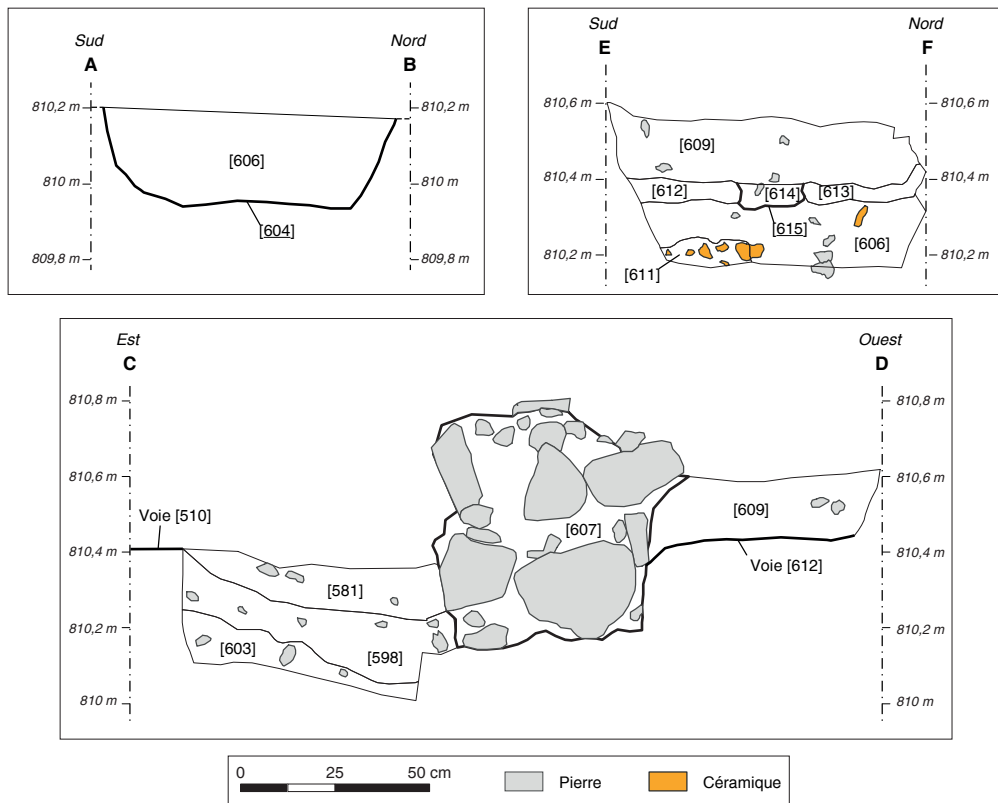 Sud
A
Nord
B
810,2 m
810,2 m
[606]
810 m
810 m
[604]
809,8 m
809,8 m
Sud
E
Nord
F
810,6 m
810,6 m
[609]
810,4 m
810,4 m
[612]
[614]
[613]
[615]
[606]
810,2 m
810,2 m
[611]
Est
C
Ouest
D
810,8 m
810,8 m
810,6 m
810,6 m
Voie [510]
[609]
[607]
810,4 m
810,4 m
Voie [612]
[581]
810,2 m
810,2 m
[603]
[598]
810 m
810 m
0 25 50 cm
Pierre
Céramique